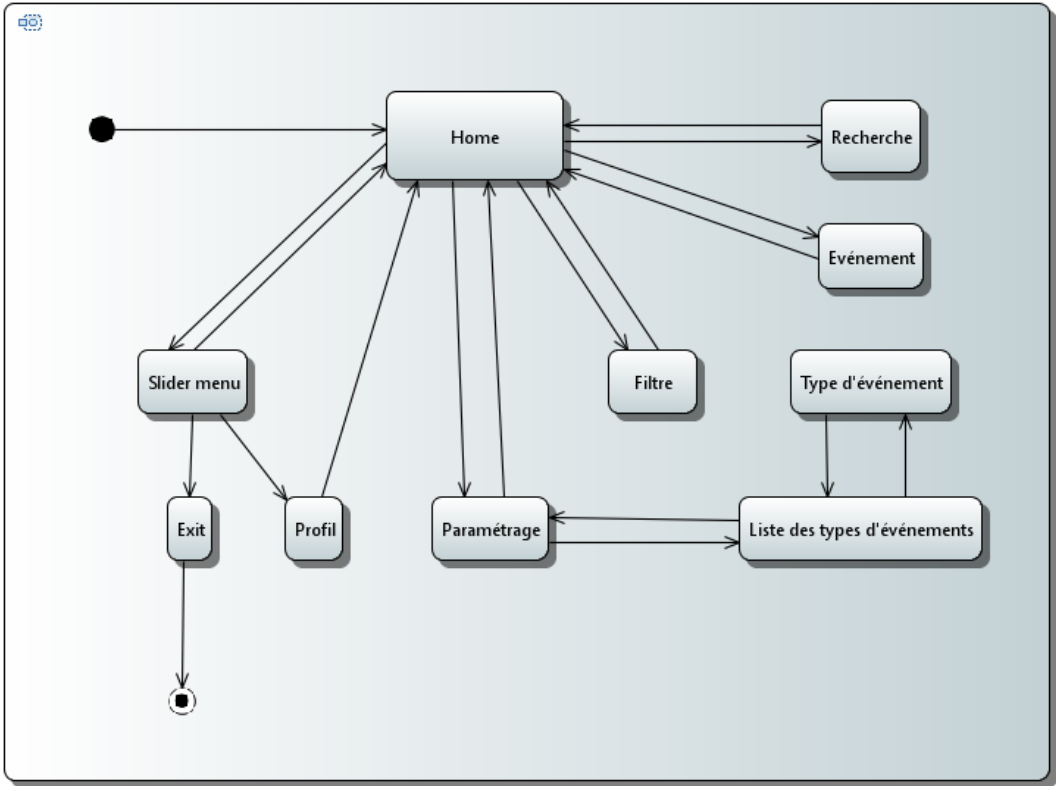 Home
Recherche
Evénement
Slider menu
Filtre
Type d'événement
Exit
Profil
Paramétrage
Liste des types d'événements